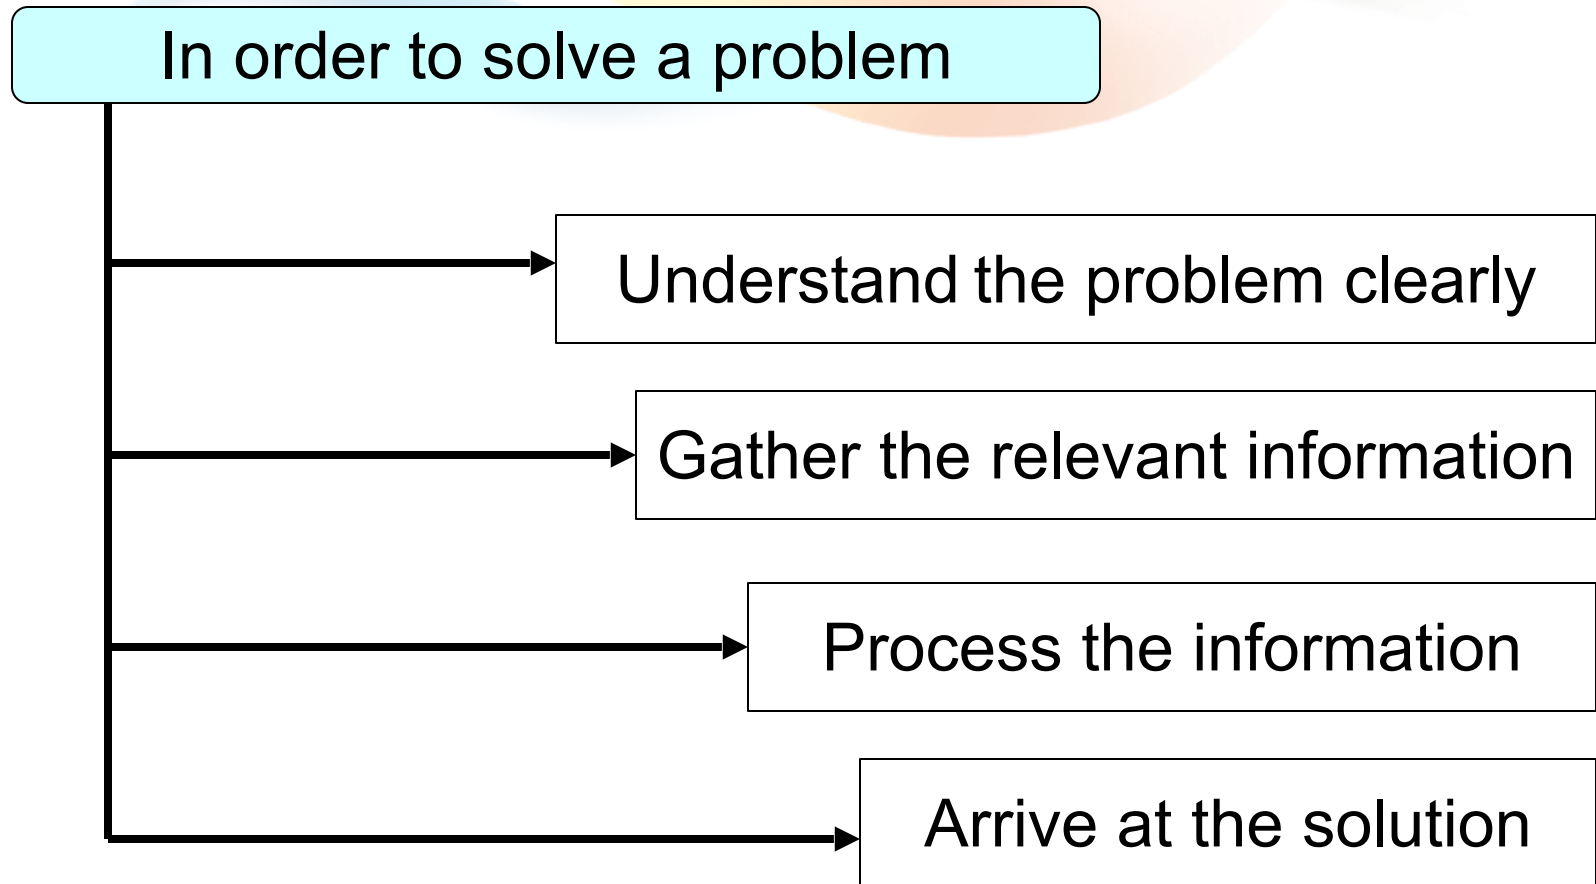 In order to solve a problem
Understand the problem clearly
Gather the relevant information
Process the information
Arrive at the solution